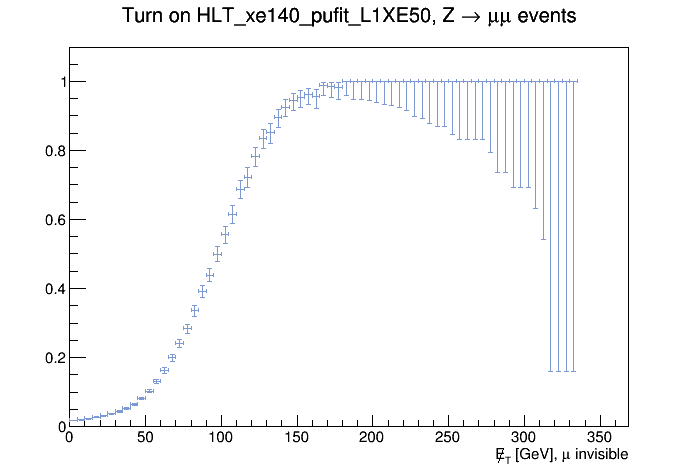 Turn on HLT_xe140_pufit_L1XE50, Z → μμ events
1
0.8
0.6
0.4
0.2
0
0 50 100 150 200 250 300 350
E̸_T [GeV], μ invisible